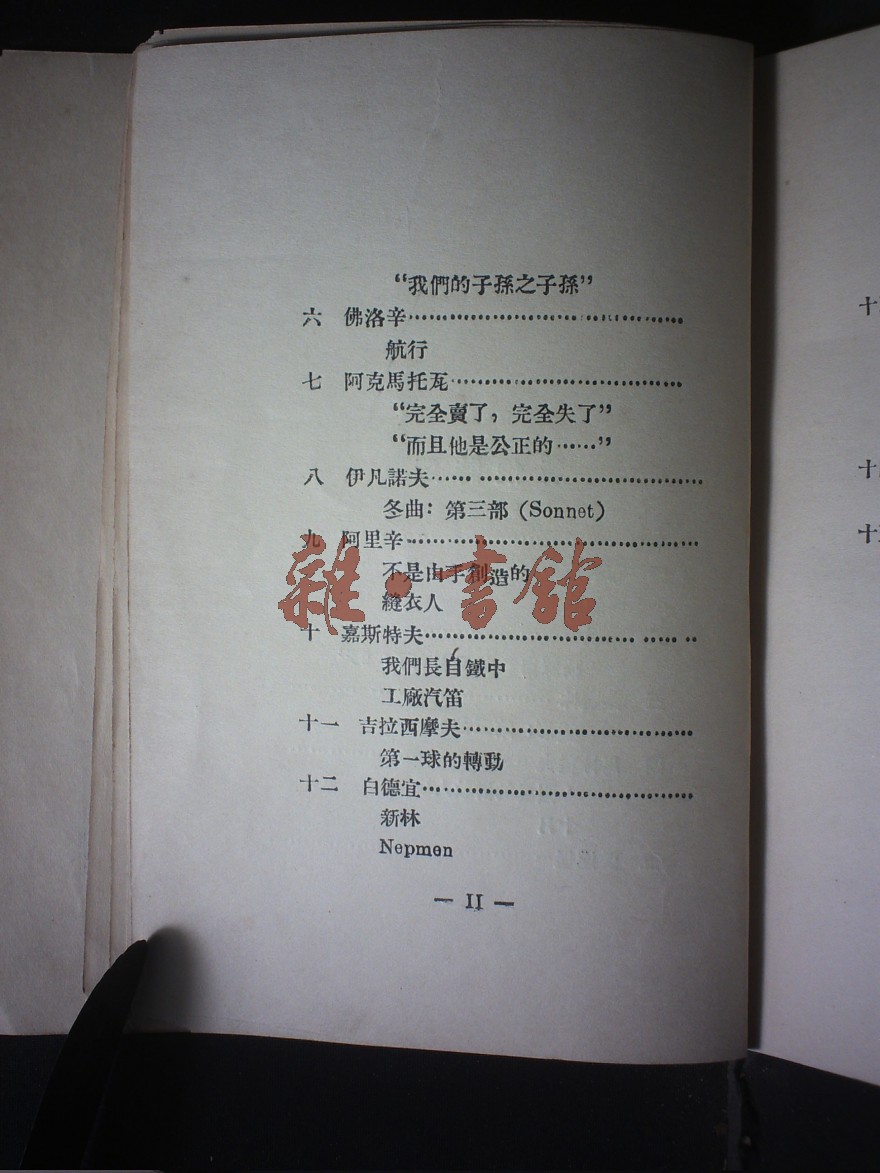 “我們的子孫之子孫”
六 佛洛辛………………………………
航行
七 阿克馬托瓦………………………………
“完全賣了，完全失了”
“而且他是公正的……”
八 伊凡諾夫………………………………
冬曲：第三部 (Sonnet)
九 阿里辛………………………………
不是由手創造的
縫衣人
十 嘉斯特夫………………………………
我們長自鐵中
工廠汽笛
十一 吉拉西摩夫………………………………
第一球的轉動
十二 白德宜………………………………
新林
Nepmen
— II —
十
十
十
雜·書館